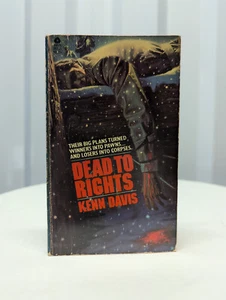 THEIR BIG PLANS TURNED
WINNERS INTO PAWNS...
AND LOSERS INTO CORPSES.
DEAD TO
RIGHTS
KENN DAVIS